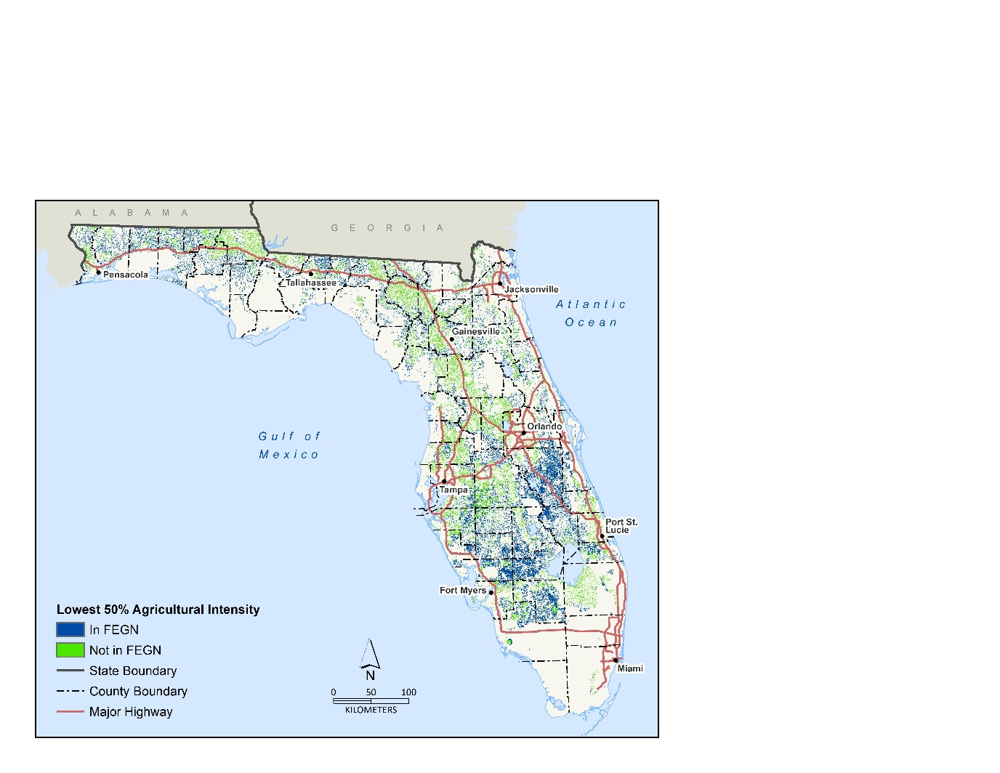 A L A B A M A
G E O R G I A
Pensacola
Tallahassee
Jacksonville
Atlantic
Ocean
Gainesville
Orlando
Gulf of
Mexico
Tampa
Port St.
Lucie
Fort Myers
Miami
Lowest 50% Agricultural Intensity
In FEGN
Not in FEGN
State Boundary
County Boundary
Major Highway
N
0 50 100
KILOMETERS